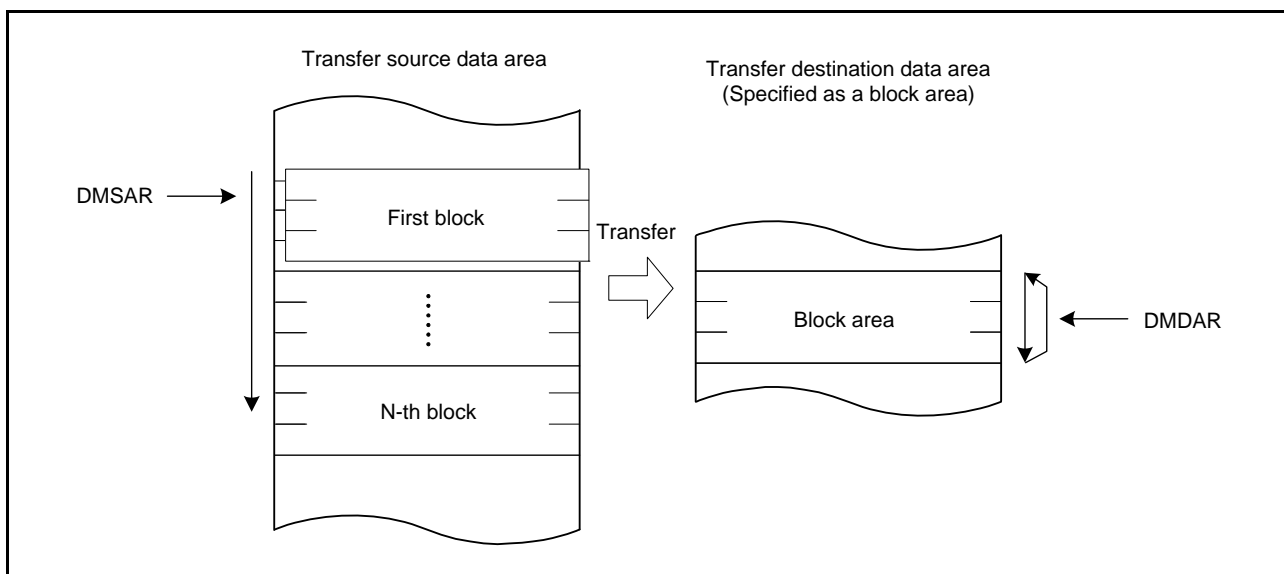 Transfer source data area
Transfer destination data area
(Specified as a block area)
DMSAR
First block
Transfer
Block area
DMDAR
N-th block